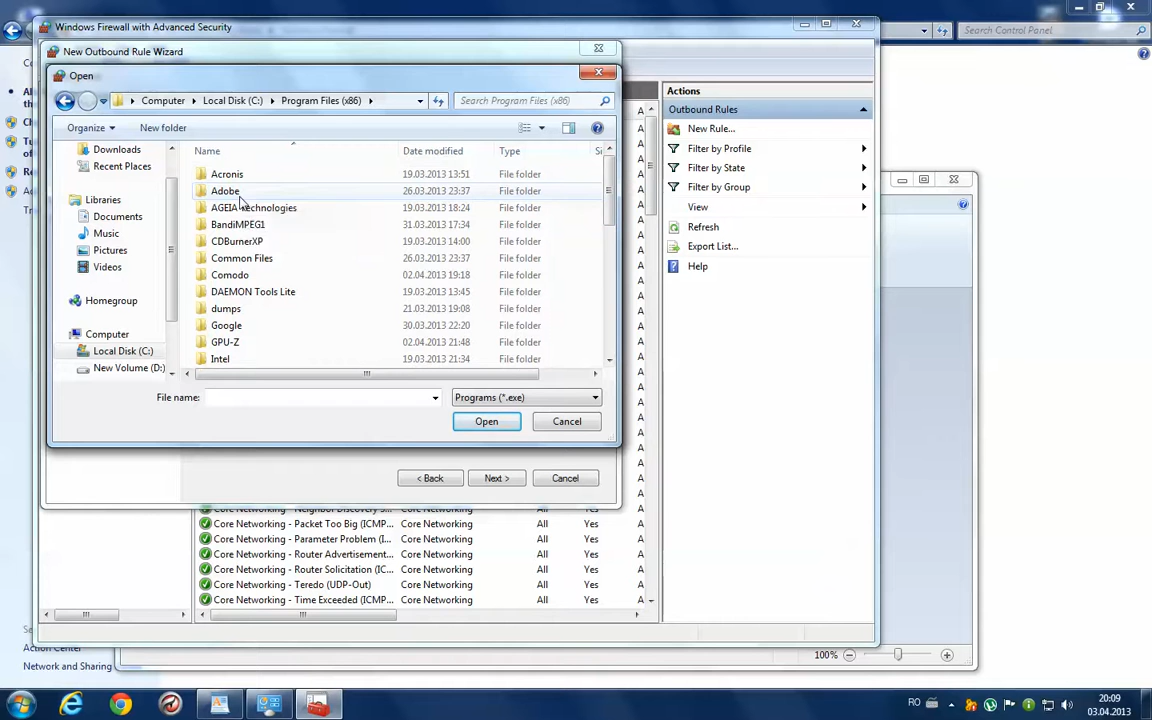 Windows Firewall with Advanced Security
Search Control Panel
New Outbound Rule Wizard
Open
Computer Local Disk (C:) Program Files (x86)
Search Program Files (x86)
Organize New folder
Downloads
Recent Places
Libraries
Documents
Music
Pictures
Videos
Homegroup
Computer
Local Disk (C:)
New Volume (D:)
Name Date modified Type
Acronis 19.03.2013 13:51 File folder
Adobe 26.03.2013 23:37 File folder
AGEIA Technologies 19.03.2013 18:24 File folder
BandiMPEG1 31.03.2013 17:34 File folder
CDBurnerXP 19.03.2013 14:00 File folder
Common Files 26.03.2013 23:37 File folder
Comodo 02.04.2013 19:18 File folder
DAEMON Tools Lite 19.03.2013 13:45 File folder
dumps 21.03.2013 19:08 File folder
Google 30.03.2013 22:20 File folder
GPU-Z 02.04.2013 21:48 File folder
Intel 19.03.2013 21:34 File folder
File name: Programs (*.exe)
Open Cancel
< Back Next > Cancel
Core Networking - Packet Too Big (ICMP... Core Networking All Yes A
Core Networking - Parameter Problem (I... Core Networking All Yes A
Core Networking - Router Advertisement... Core Networking All Yes A
Core Networking - Router Solicitation (IC... Core Networking All Yes A
Core Networking - Teredo (UDP-Out) Core Networking All Yes A
Core Networking - Time Exceeded (ICMP... Core Networking All Yes A
Actions
Outbound Rules
New Rule...
Filter by Profile
Filter by State
Filter by Group
View
Refresh
Export List...
Help
Action Center
Network and Sharing
100%
RO
20:09
03.04.2013